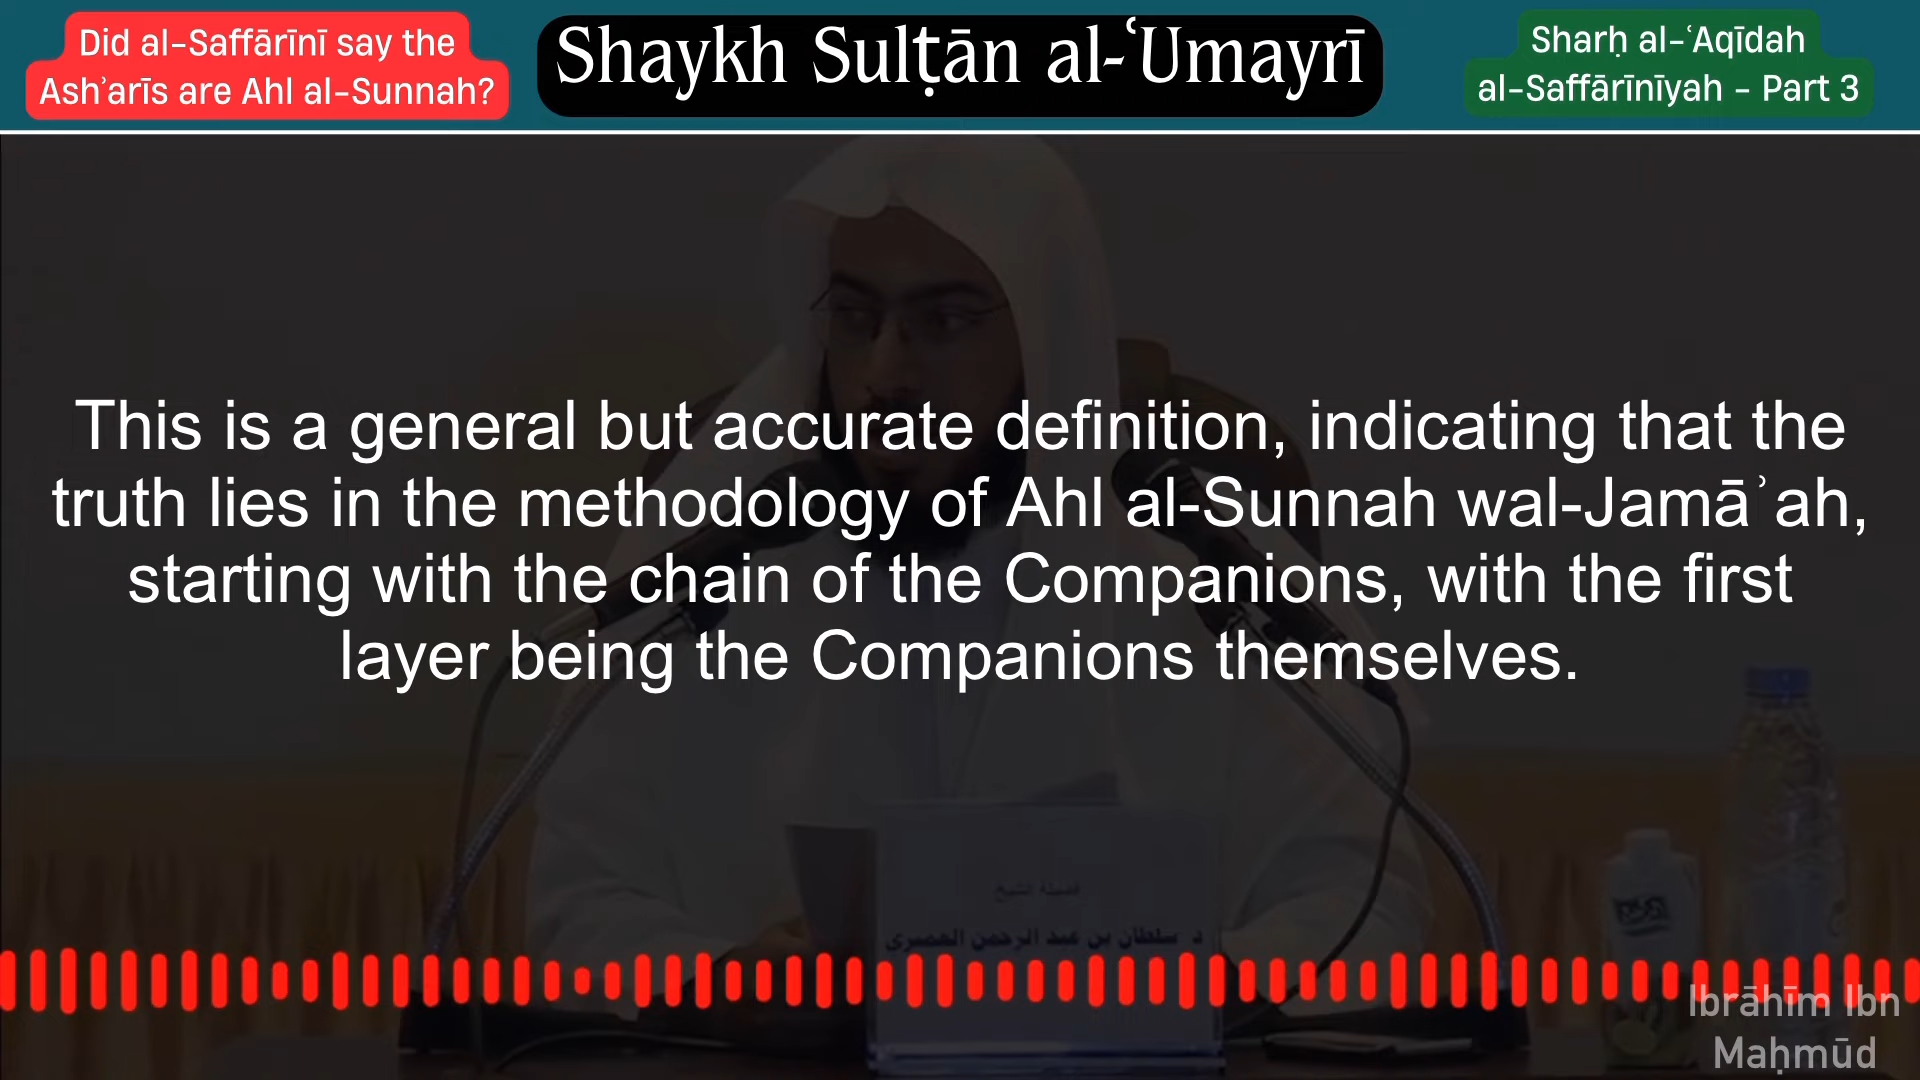 Did al-Saffārīnī say the
Ashʾarīs are Ahl al-Sunnah?
Shaykh Sulṭān al-ʿUmayrī
Sharḥ al-ʿAqīdah
al-Saffārīnīyah - Part 3
This is a general but accurate definition, indicating that the
truth lies in the methodology of Ahl al-Sunnah wal-Jamāʾah,
starting with the chain of the Companions, with the first
layer being the Companions themselves.
فضيلة الشيخ
د سلطان بن عبد الرحمن العميري
Ibrāhīm Ibn
Maḥmūd